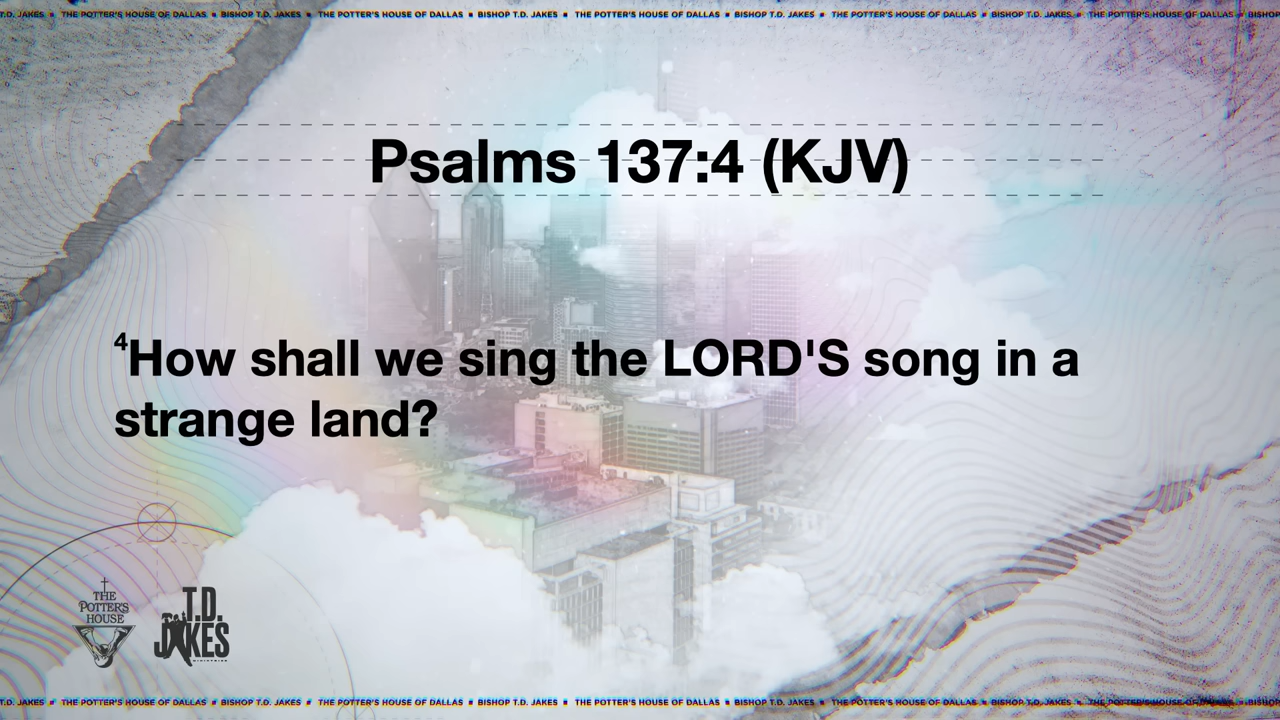 T.D. JAKES ■ THE POTTER'S HOUSE OF DALLAS ■ BISHOP T.D. JAKES ■ THE POTTER'S HOUSE OF DALLAS ■ BISHOP T.D. JAKES ■ THE POTTER'S HOUSE OF DALLAS ■ BISHOP T.D. JAKES ■ THE POTTER'S HOUSE OF DALLAS ■ BISHOP
Psalms 137:4 (KJV)
4How shall we sing the LORD'S song in a
strange land?
THE
POTTER'S
HOUSE
T.D.
JAKES
MINISTRIES
T.D. JAKES ■ THE POTTER'S HOUSE OF DALLAS ■ BISHOP T.D. JAKES ■ THE POTTER'S HOUSE OF DALLAS ■ BISHOP T.D. JAKES ■ THE POTTER'S HOUSE OF DALLAS ■ BISHOP T.D. JAKES ■ THE POTTER'S HOUSE OF DALLAS ■ BISHOP